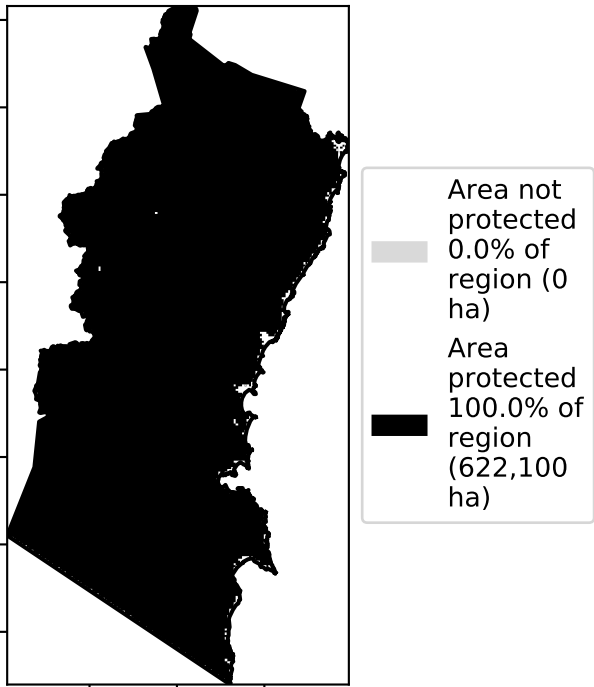 Area not
protected
0.0% of
region (0
ha)
Area
protected
100.0% of
region
(622,100
ha)